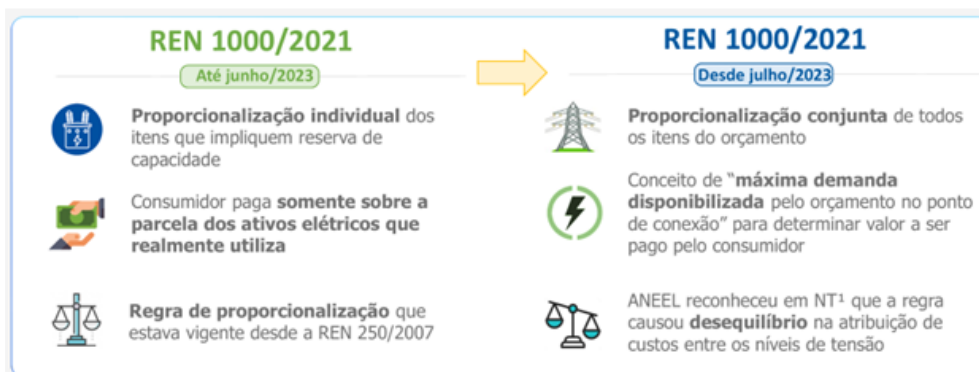 REN 1000/2021
Até junho/2023
Proporcionalização individual dos
itens que impliquem reserva de
capacidade
Consumidor paga somente sobre a
parcela dos ativos elétricos que
realmente utiliza
Regra de proporcionalização que
estava vigente desde a REN 250/2007
REN 1000/2021
Desde julho/2023
Proporcionalização conjunta de todos
os itens do orçamento
Conceito de “máxima demanda
disponibilizada pelo orçamento no ponto
de conexão” para determinar valor a ser
pago pelo consumidor
ANEEL reconheceu em NT¹ que a regra
causou desequilíbrio na atribuição de
custos entre os níveis de tensão